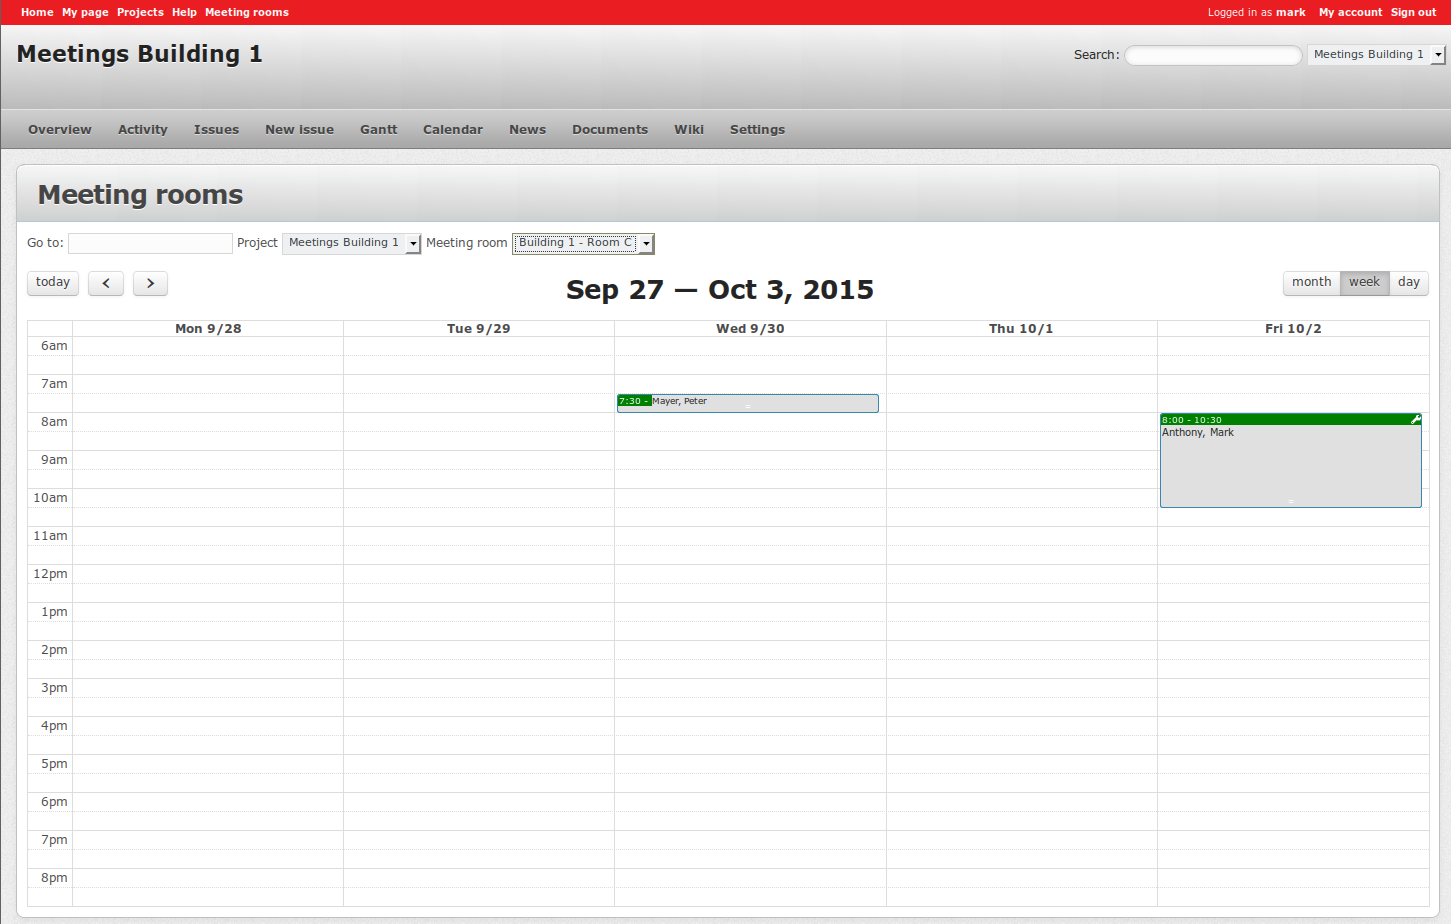 Home My page Projects Help Meeting rooms Logged in as mark My account Sign out
Meetings Building 1
Search: Meetings Building 1
Overview Activity Issues New issue Gantt Calendar News Documents Wiki Settings
Meeting rooms
Go to: Project Meetings Building 1 Meeting room Building 1 - Room C
today < > Sep 27 — Oct 3, 2015 month week day
Mon 9/28 Tue 9/29 Wed 9/30 Thu 10/1 Fri 10/2
6am
7am
7:30 - Mayer, Peter
8am
8:00 - 10:30
Anthony, Mark
9am
10am
11am
12pm
1pm
2pm
3pm
4pm
5pm
6pm
7pm
8pm